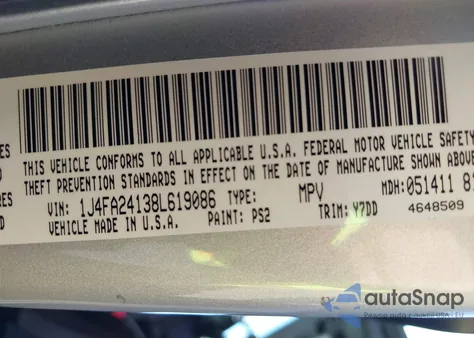 THIS VEHICLE CONFORMS TO ALL APPLICABLE U.S.A. FEDERAL MOTOR VEHICLE SAFETY
THEFT PREVENTION STANDARDS IN EFFECT ON THE DATE OF MANUFACTURE SHOWN ABOVE
VIN: 1J4FA24138L619086 TYPE: MPV MDH: 051411
VEHICLE MADE IN U.S.A. PAINT: PS2 TRIM: Y7DD 4648509
autoSnap